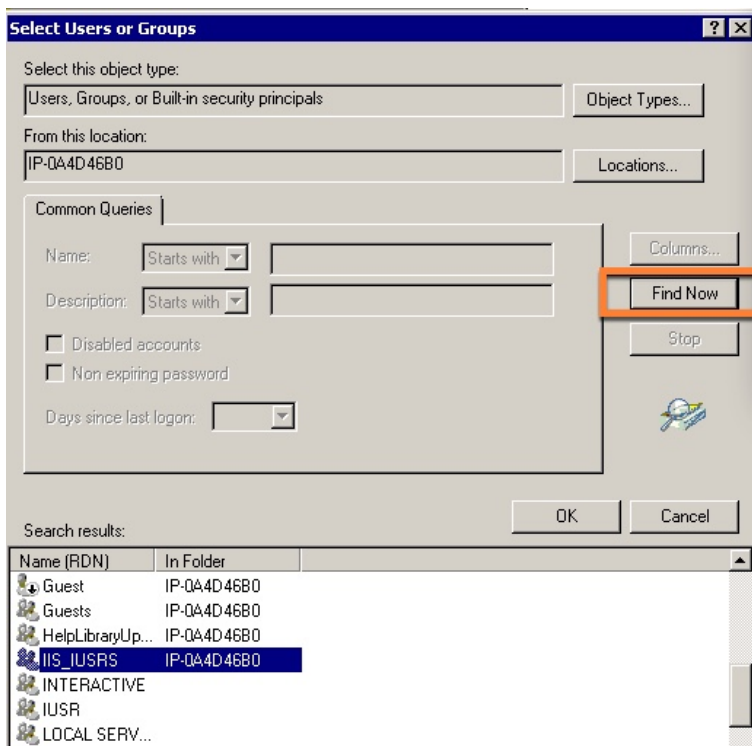 Select Users or Groups
Select this object type:
Users, Groups, or Built-in security principals
Object Types...
From this location:
IP-0A4D46B0
Locations...
Common Queries
Name:
Starts with
Columns...
Find Now
Description:
Starts with
Stop
Disabled accounts
Non expiring password
Days since last logon:
OK
Cancel
Search results:
Name (RDN) In Folder
Guest IP-0A4D46B0
Guests IP-0A4D46B0
HelpLibraryUp... IP-0A4D46B0
IIS_IUSRS IP-0A4D46B0
INTERACTIVE
IUSR
LOCAL SERV...